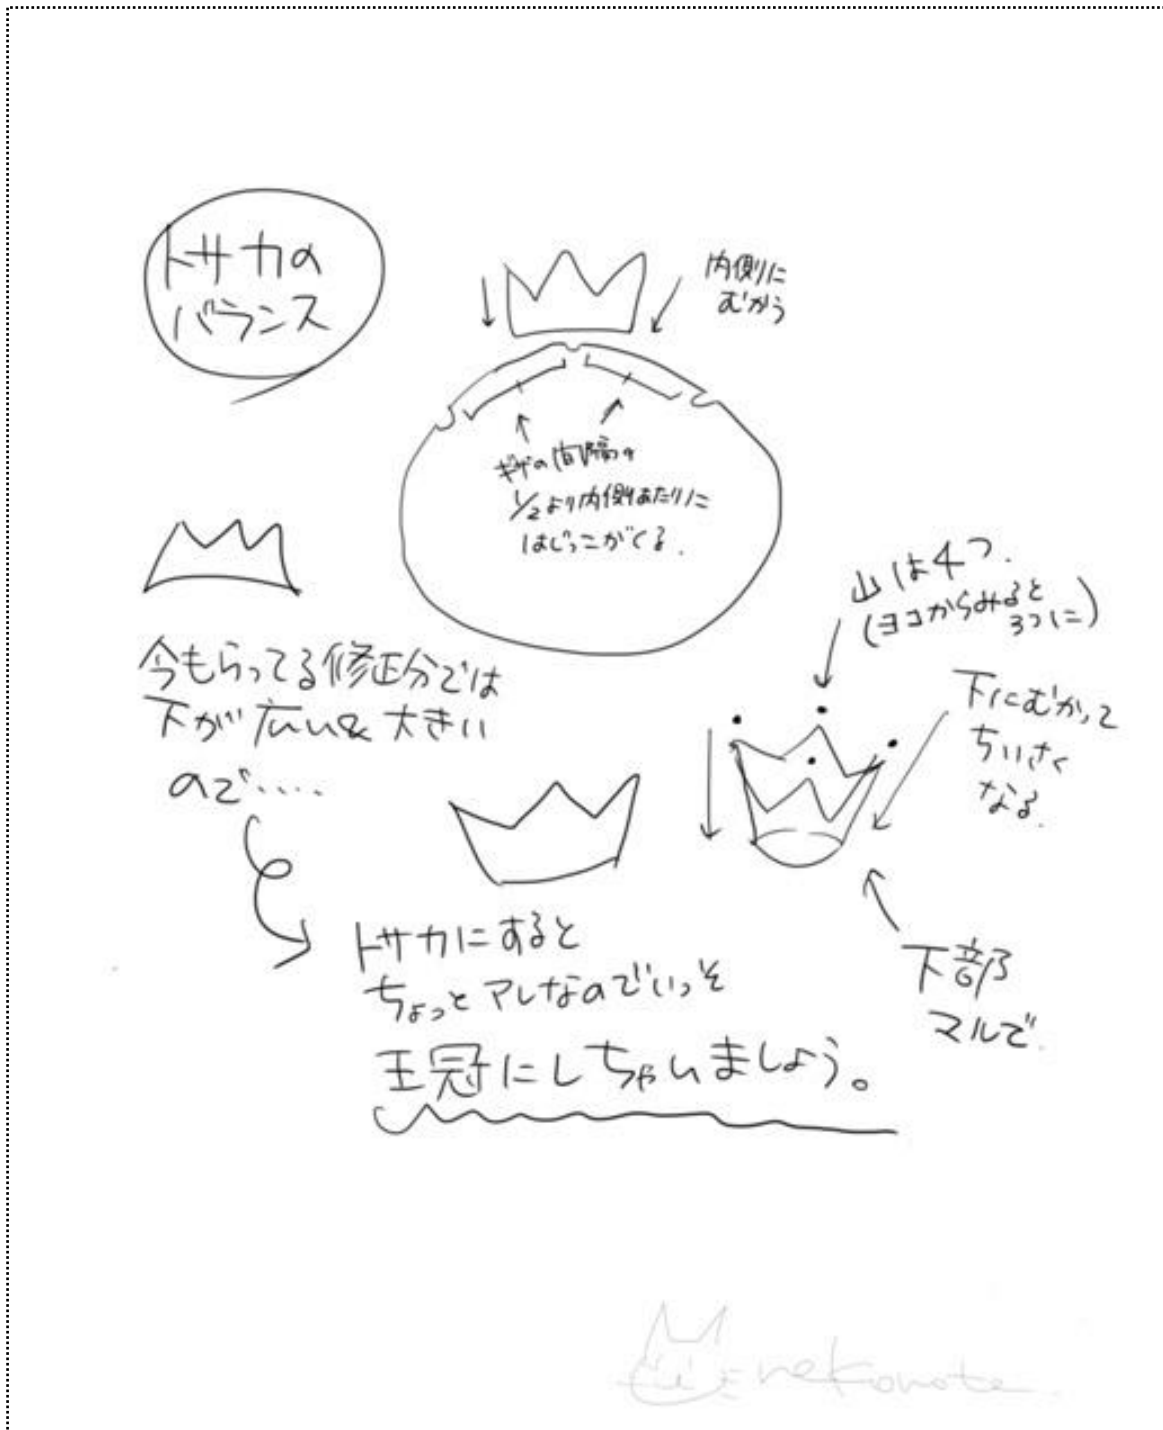 トサカの
バランス
内側に
むかう
ギザの間隔の
1/2より内側あたりに
はじっこがくる.
今もらってる修正分では
下が広い& 大きい
ので....
山は4つ.
(ヨコからみると
3つに)
下にむかって
ちいさく
なる.
トサカにすると
ちょっとアレなのでいっそ
王冠にしちゃいましょう。
下部
マルで.
nekonote